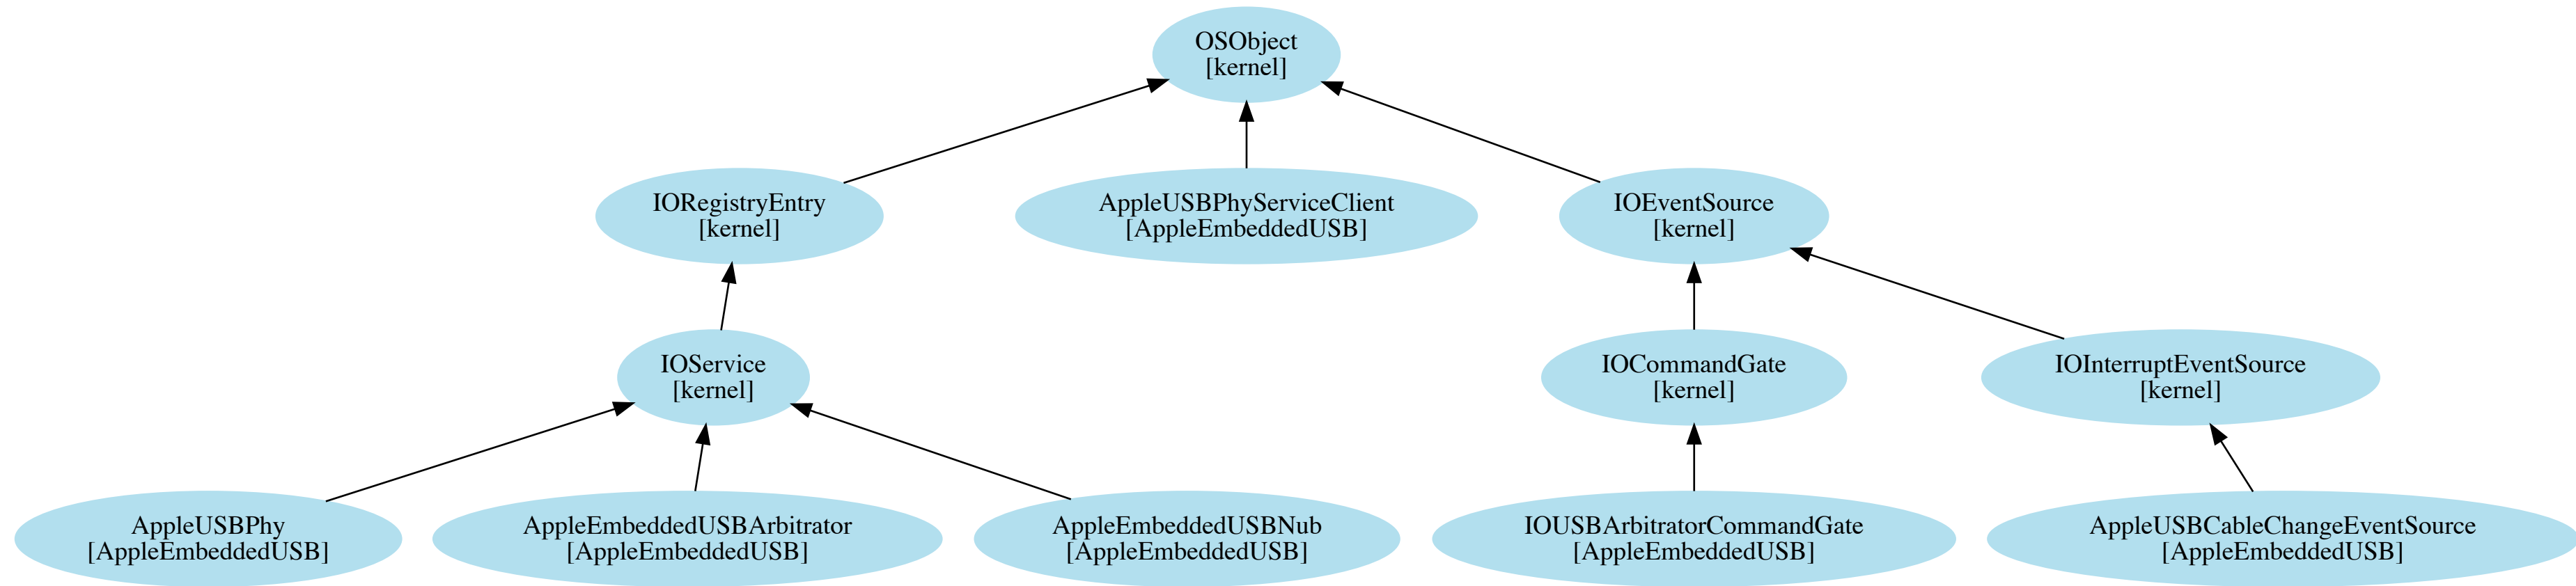 OSObject
[kernel]
IORegistryEntry
[kernel]
AppleUSBPhyServiceClient
[AppleEmbeddedUSB]
IOEventSource
[kernel]
IOService
[kernel]
IOCommandGate
[kernel]
IOInterruptEventSource
[kernel]
AppleUSBPhy
[AppleEmbeddedUSB]
AppleEmbeddedUSBArbitrator
[AppleEmbeddedUSB]
AppleEmbeddedUSBNub
[AppleEmbeddedUSB]
IOUSBArbitratorCommandGate
[AppleEmbeddedUSB]
AppleUSBCableChangeEventSource
[AppleEmbeddedUSB]